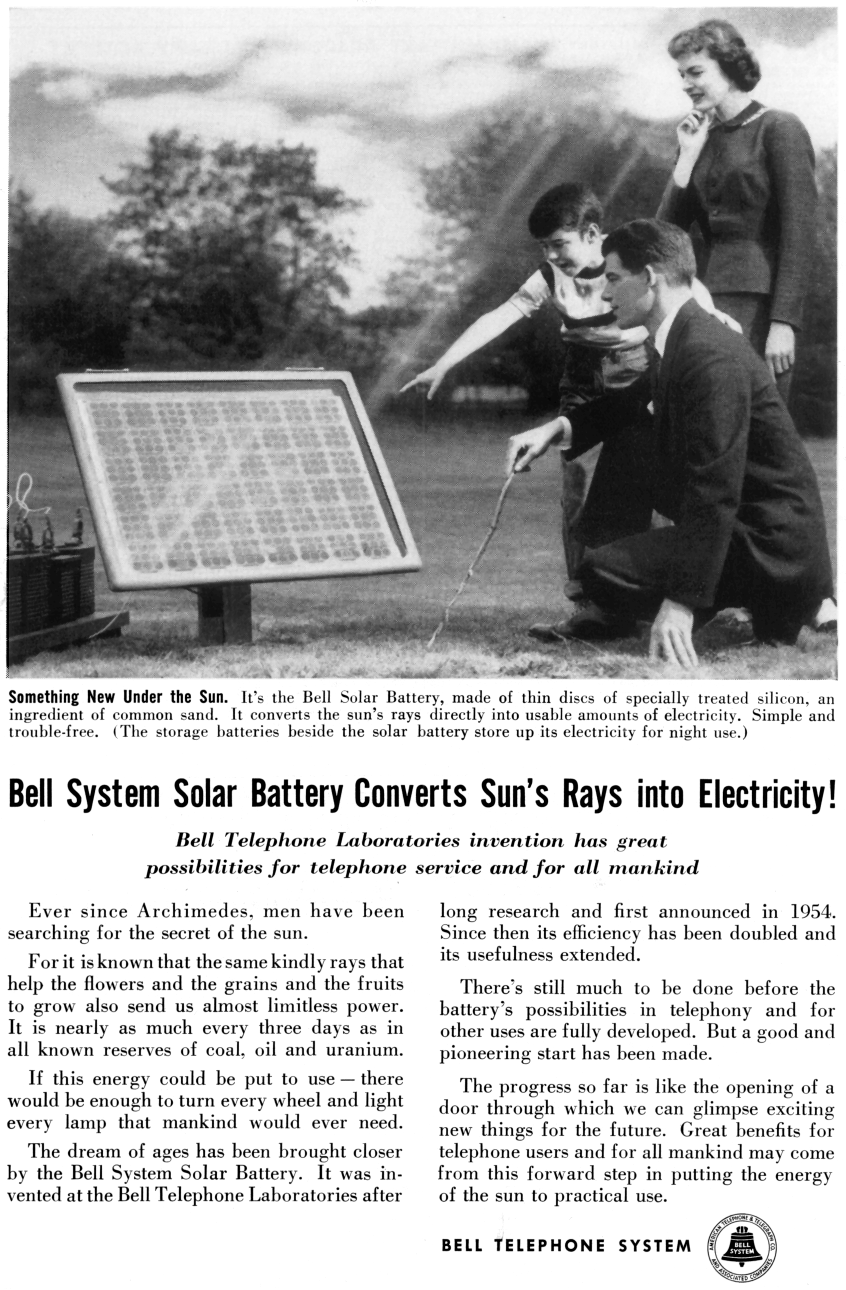 Something New Under the Sun. It's the Bell Solar Battery, made of thin discs of specially treated silicon, an
ingredient of common sand. It converts the sun's rays directly into usable amounts of electricity. Simple and
trouble-free. (The storage batteries beside the solar battery store up its electricity for night use.)
Bell System Solar Battery Converts Sun's Rays into Electricity!
Bell Telephone Laboratories invention has great
possibilities for telephone service and for all mankind
Ever since Archimedes, men have been
searching for the secret of the sun.
For it is known that the same kindly rays that
help the flowers and the grains and the fruits
to grow also send us almost limitless power.
It is nearly as much every three days as in
all known reserves of coal, oil and uranium.
If this energy could be put to use — there
would be enough to turn every wheel and light
every lamp that mankind would ever need.
The dream of ages has been brought closer
by the Bell System Solar Battery. It was in-
vented at the Bell Telephone Laboratories after
long research and first announced in 1954.
Since then its efficiency has been doubled and
its usefulness extended.
There's still much to be done before the
battery's possibilities in telephony and for
other uses are fully developed. But a good and
pioneering start has been made.
The progress so far is like the opening of a
door through which we can glimpse exciting
new things for the future. Great benefits for
telephone users and for all mankind may come
from this forward step in putting the energy
of the sun to practical use.
BELL TELEPHONE SYSTEM
AMERICAN TELEPHONE & TELEGRAPH CO.
BELL
SYSTEM
AND ASSOCIATED COMPANIES